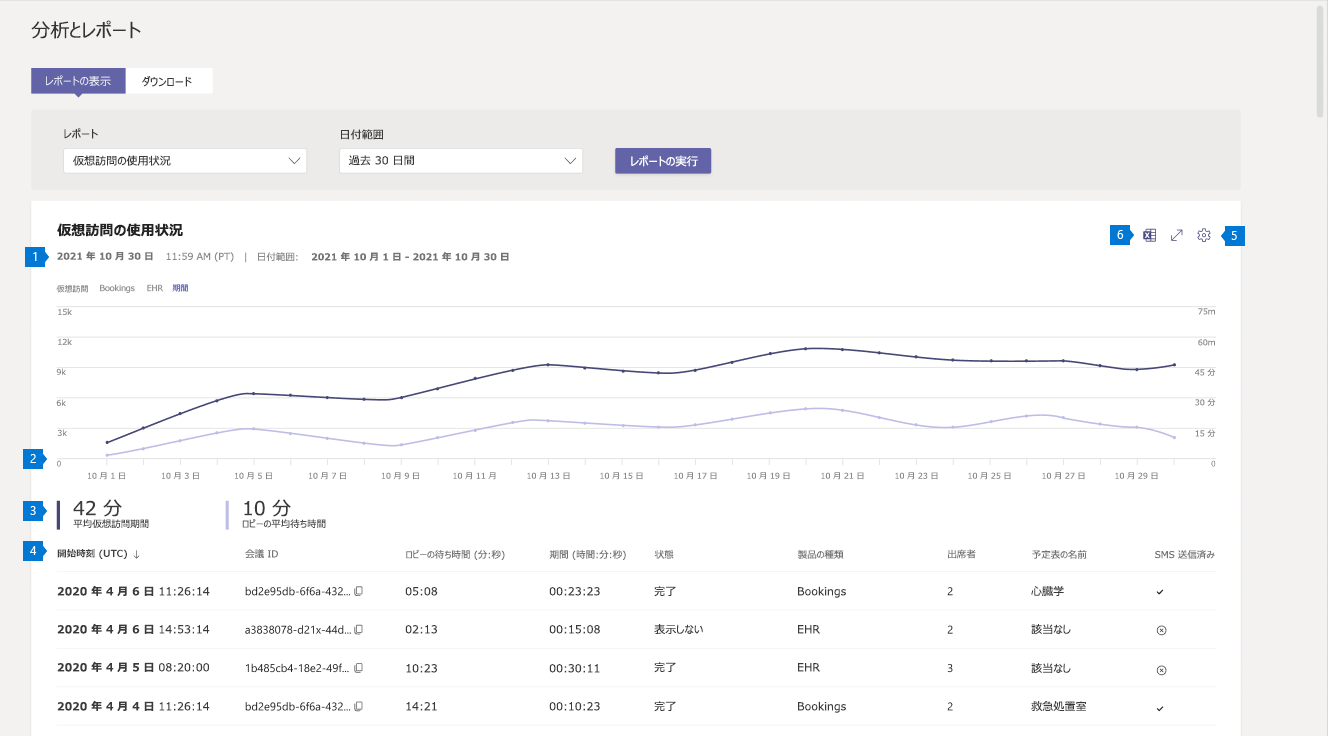 分析とレポート
レポートの表示 ダウンロード
レポート 日付範囲
仮想訪問の使用状況 過去 30 日間 レポートの実行
仮想訪問の使用状況
6 5
1 2021 年 10 月 30 日 11:59 AM (PT) | 日付範囲: 2021 年 10 月 1 日 - 2021 年 10 月 30 日
仮想訪問 Bookings EHR 期間
15k 75m
12k 60m
9k 45 分
6k 30 分
3k 15 分
2 0 0
10 月 1 日 10 月 3 日 10 月 5 日 10 月 7 日 10 月 9 日 10 月 11 月 10 月 13 日 10 月 15 日 10 月 17 日 10 月 19 日 10 月 21 日 10 月 23 日 10 月 25 日 10 月 27 日 10 月 29 日
3 42 分 10 分
平均仮想訪問期間 ロビーの平均待ち時間
4 開始時刻 (UTC) ↓ 会議 ID ロビーの待ち時間 (分:秒) 期間 (時間:分:秒) 状態 製品の種類 出席者 予定表の名前 SMS 送信済み
2020 年 4 月 6 日 11:26:14 bd2e95db-6f6a-432... 05:08 00:23:23 完了 Bookings 2 心臓学
2020 年 4 月 6 日 14:53:14 a3838078-d21x-44d... 02:13 00:15:08 表示しない EHR 2 該当なし
2020 年 4 月 5 日 08:20:00 1b485cb4-18e2-49f... 10:23 00:30:11 完了 EHR 3 該当なし
2020 年 4 月 4 日 11:26:14 bd2e95db-6f6a-432... 14:21 00:10:23 完了 Bookings 2 救急処置室